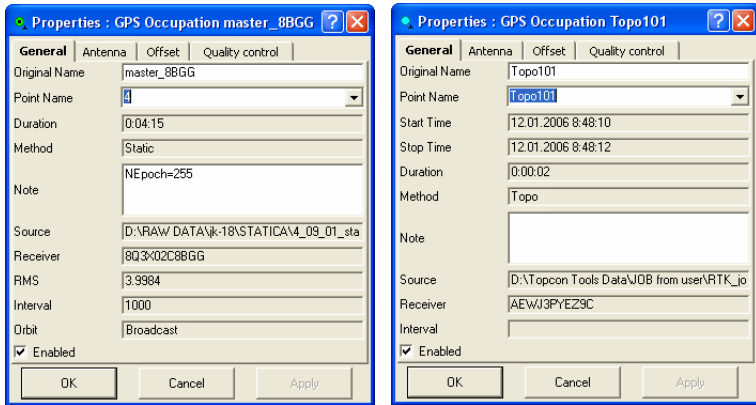 Properties : GPS Occupation master_8BGG
General Antenna Offset Quality control
Original Name master_8BGG
Point Name 4
Duration 0:04:15
Method Static
Note NEpoch=255
Source D:\RAW DATA\jk-18\STATICA\4_09_01_sta
Receiver 8Q3X02C8BGG
RMS 3.9984
Interval 1000
Orbit Broadcast
Enabled
OK Cancel Apply
Properties : GPS Occupation Topo101
General Antenna Offset Quality control
Original Name Topo101
Point Name Topo101
Start Time 12.01.2006 8:48:10
Stop Time 12.01.2006 8:48:12
Duration 0:00:02
Method Topo
Note
Source D:\Topcon Tools Data\JOB from user\RTK_jo
Receiver AEWJ3PYEZ9C
Interval
Enabled
OK Cancel Apply